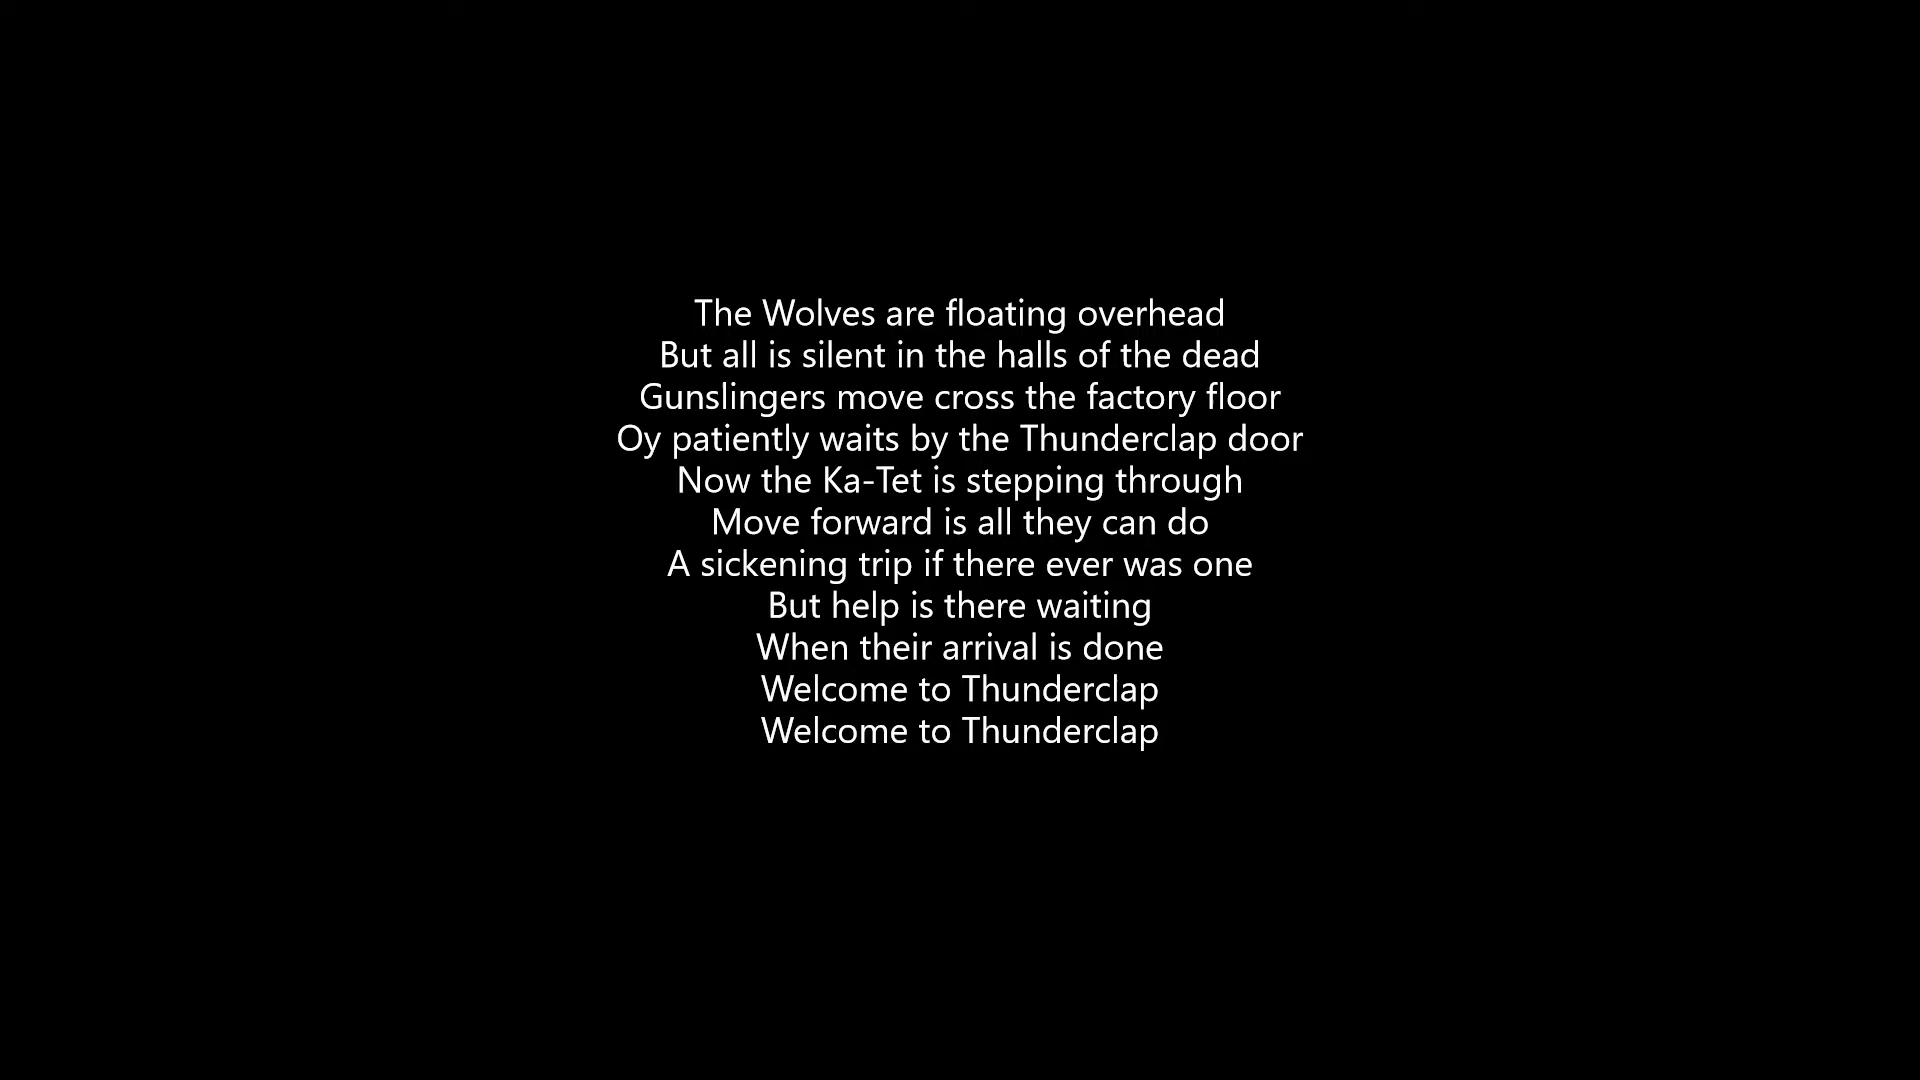 The Wolves are floating overhead
But all is silent in the halls of the dead
Gunslingers move cross the factory floor
Oy patiently waits by the Thunderclap door
Now the Ka-Tet is stepping through
Move forward is all they can do
A sickening trip if there ever was one
But help is there waiting
When their arrival is done
Welcome to Thunderclap
Welcome to Thunderclap